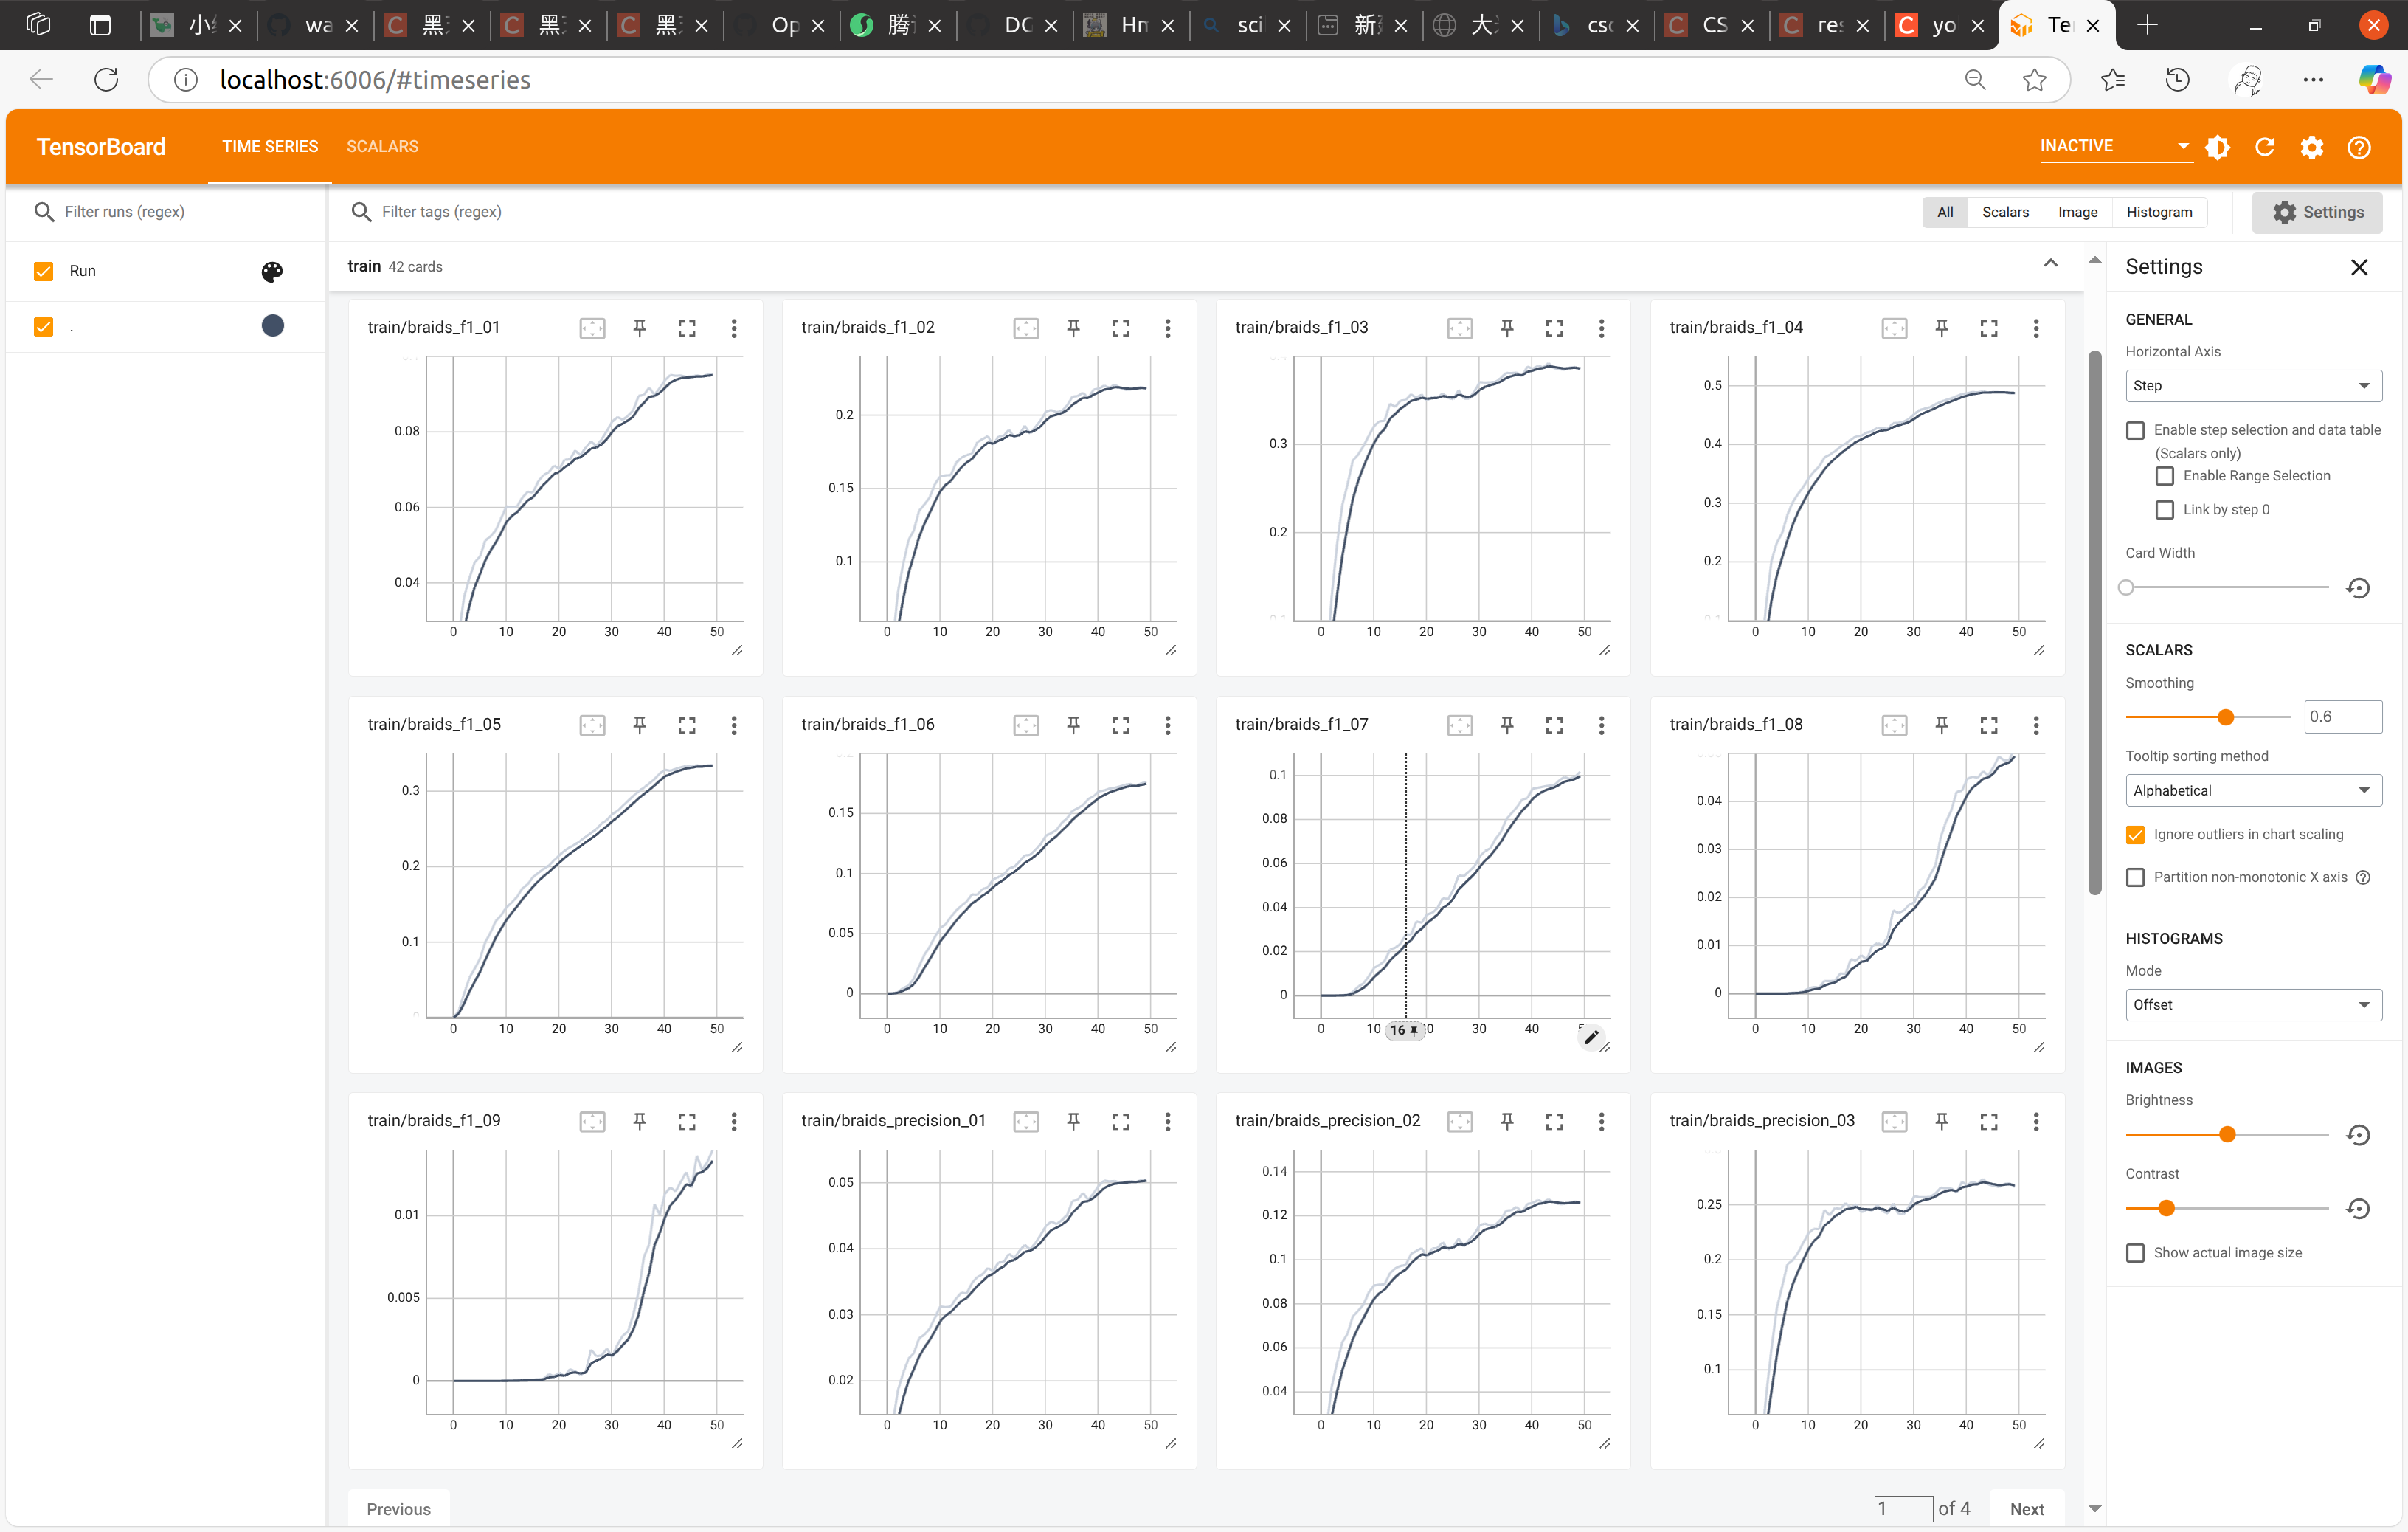 小 wa 黑 黑 黑 Op 腾 DC Hn sci 新 大 csc CS res yo Te
localhost:6006/#timeseries
TensorBoard TIME SERIES SCALARS INACTIVE
Filter runs (regex) Filter tags (regex) All Scalars Image Histogram Settings
Run
.
train 42 cards
train/braids_f1_01
0.08
0.06
0.04
0 10 20 30 40 50
train/braids_f1_02
0.2
0.15
0.1
0 10 20 30 40 50
train/braids_f1_03
0.3
0.2
0 10 20 30 40 50
train/braids_f1_04
0.5
0.4
0.3
0.2
0 10 20 30 40 50
train/braids_f1_05
0.3
0.2
0.1
0 10 20 30 40 50
train/braids_f1_06
0.15
0.1
0.05
0
0 10 20 30 40 50
train/braids_f1_07
0.1
0.08
0.06
0.04
0.02
0
0 10 16 30 40
train/braids_f1_08
0.04
0.03
0.02
0.01
0
0 10 20 30 40 50
train/braids_f1_09
0.01
0.005
0
0 10 20 30 40 50
train/braids_precision_01
0.05
0.04
0.03
0.02
0 10 20 30 40 50
train/braids_precision_02
0.14
0.12
0.1
0.08
0.06
0.04
0 10 20 30 40 50
train/braids_precision_03
0.25
0.2
0.15
0.1
0 10 20 30 40 50
Previous 1 of 4 Next
Settings
GENERAL
Horizontal Axis
Step
Enable step selection and data table
(Scalars only)
Enable Range Selection
Link by step 0
Card Width
SCALARS
Smoothing
0.6
Tooltip sorting method
Alphabetical
Ignore outliers in chart scaling
Partition non-monotonic X axis
HISTOGRAMS
Mode
Offset
IMAGES
Brightness
Contrast
Show actual image size